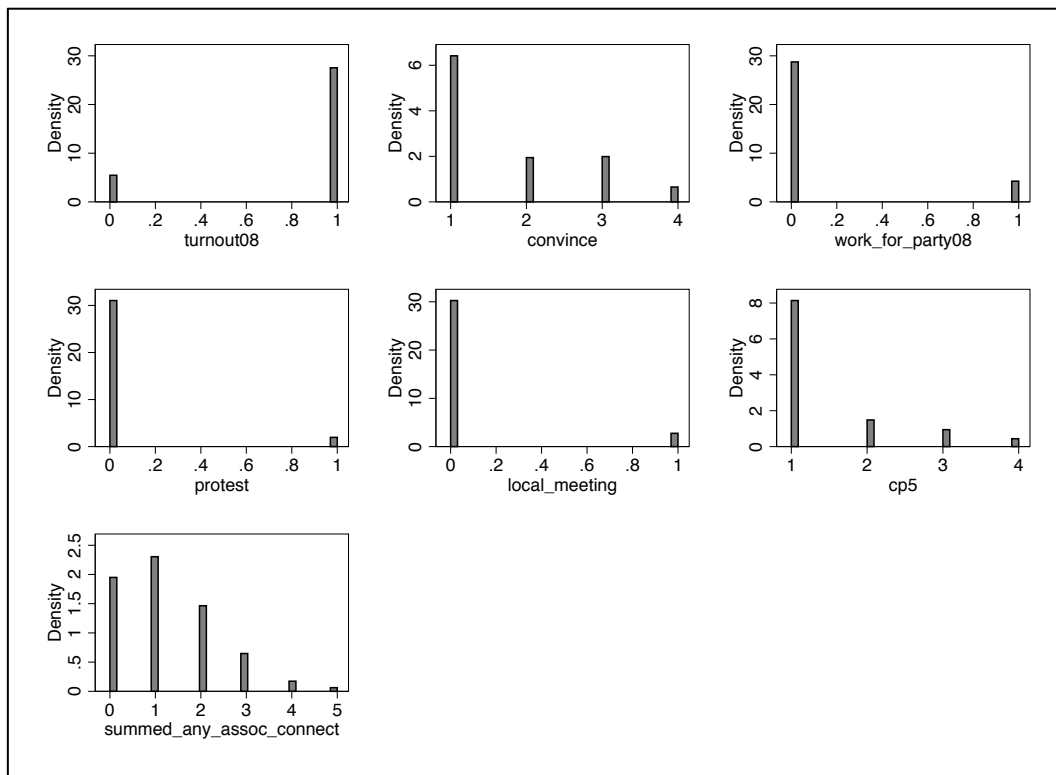 Density
0 10 20 30
0 .2 .4 .6 .8 1
turnout08
Density
0 2 4 6
1 2 3 4
convince
Density
0 10 20 30
0 .2 .4 .6 .8 1
work_for_party08
Density
0 10 20 30
0 .2 .4 .6 .8 1
protest
Density
0 10 20 30
0 .2 .4 .6 .8 1
local_meeting
Density
0 2 4 6 8
1 2 3 4
cp5
Density
0 .5 1 1.5 2 2.5
0 1 2 3 4 5
summed_any_assoc_connect